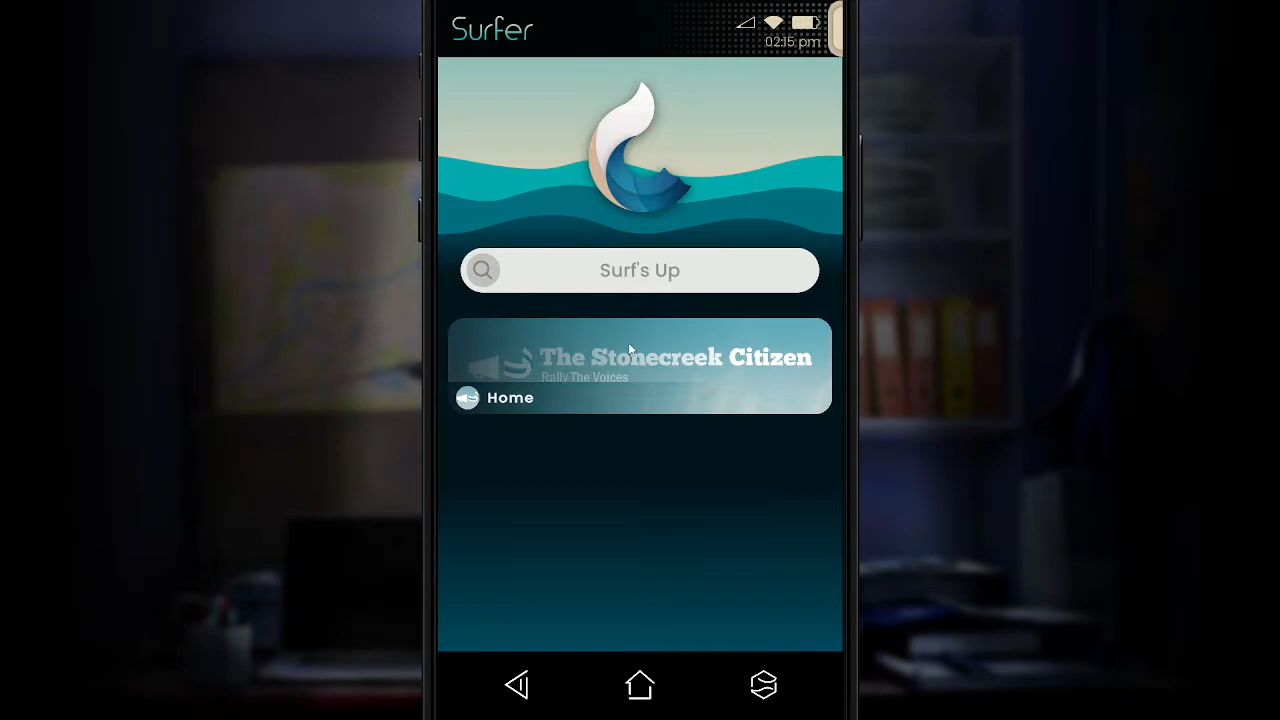 Surfer
02:15 pm
Surf's Up
The Stonecreek Citizen
Rally The Voices
Home